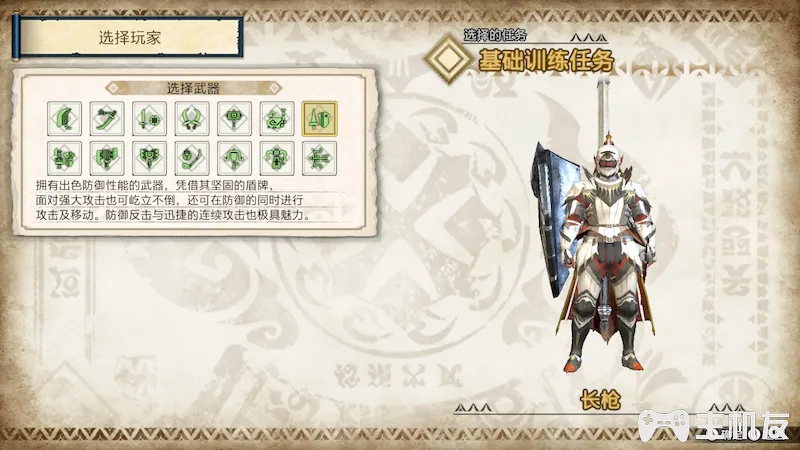 选择玩家
选择的任务
基础训练任务
选择武器
拥有出色防御性能的武器，凭借其坚固的盾牌，
面对强大攻击也可屹立不倒，还可在防御的同时进行
攻击及移动。防御反击与迅捷的连续攻击也极具魅力。
长枪
主机友